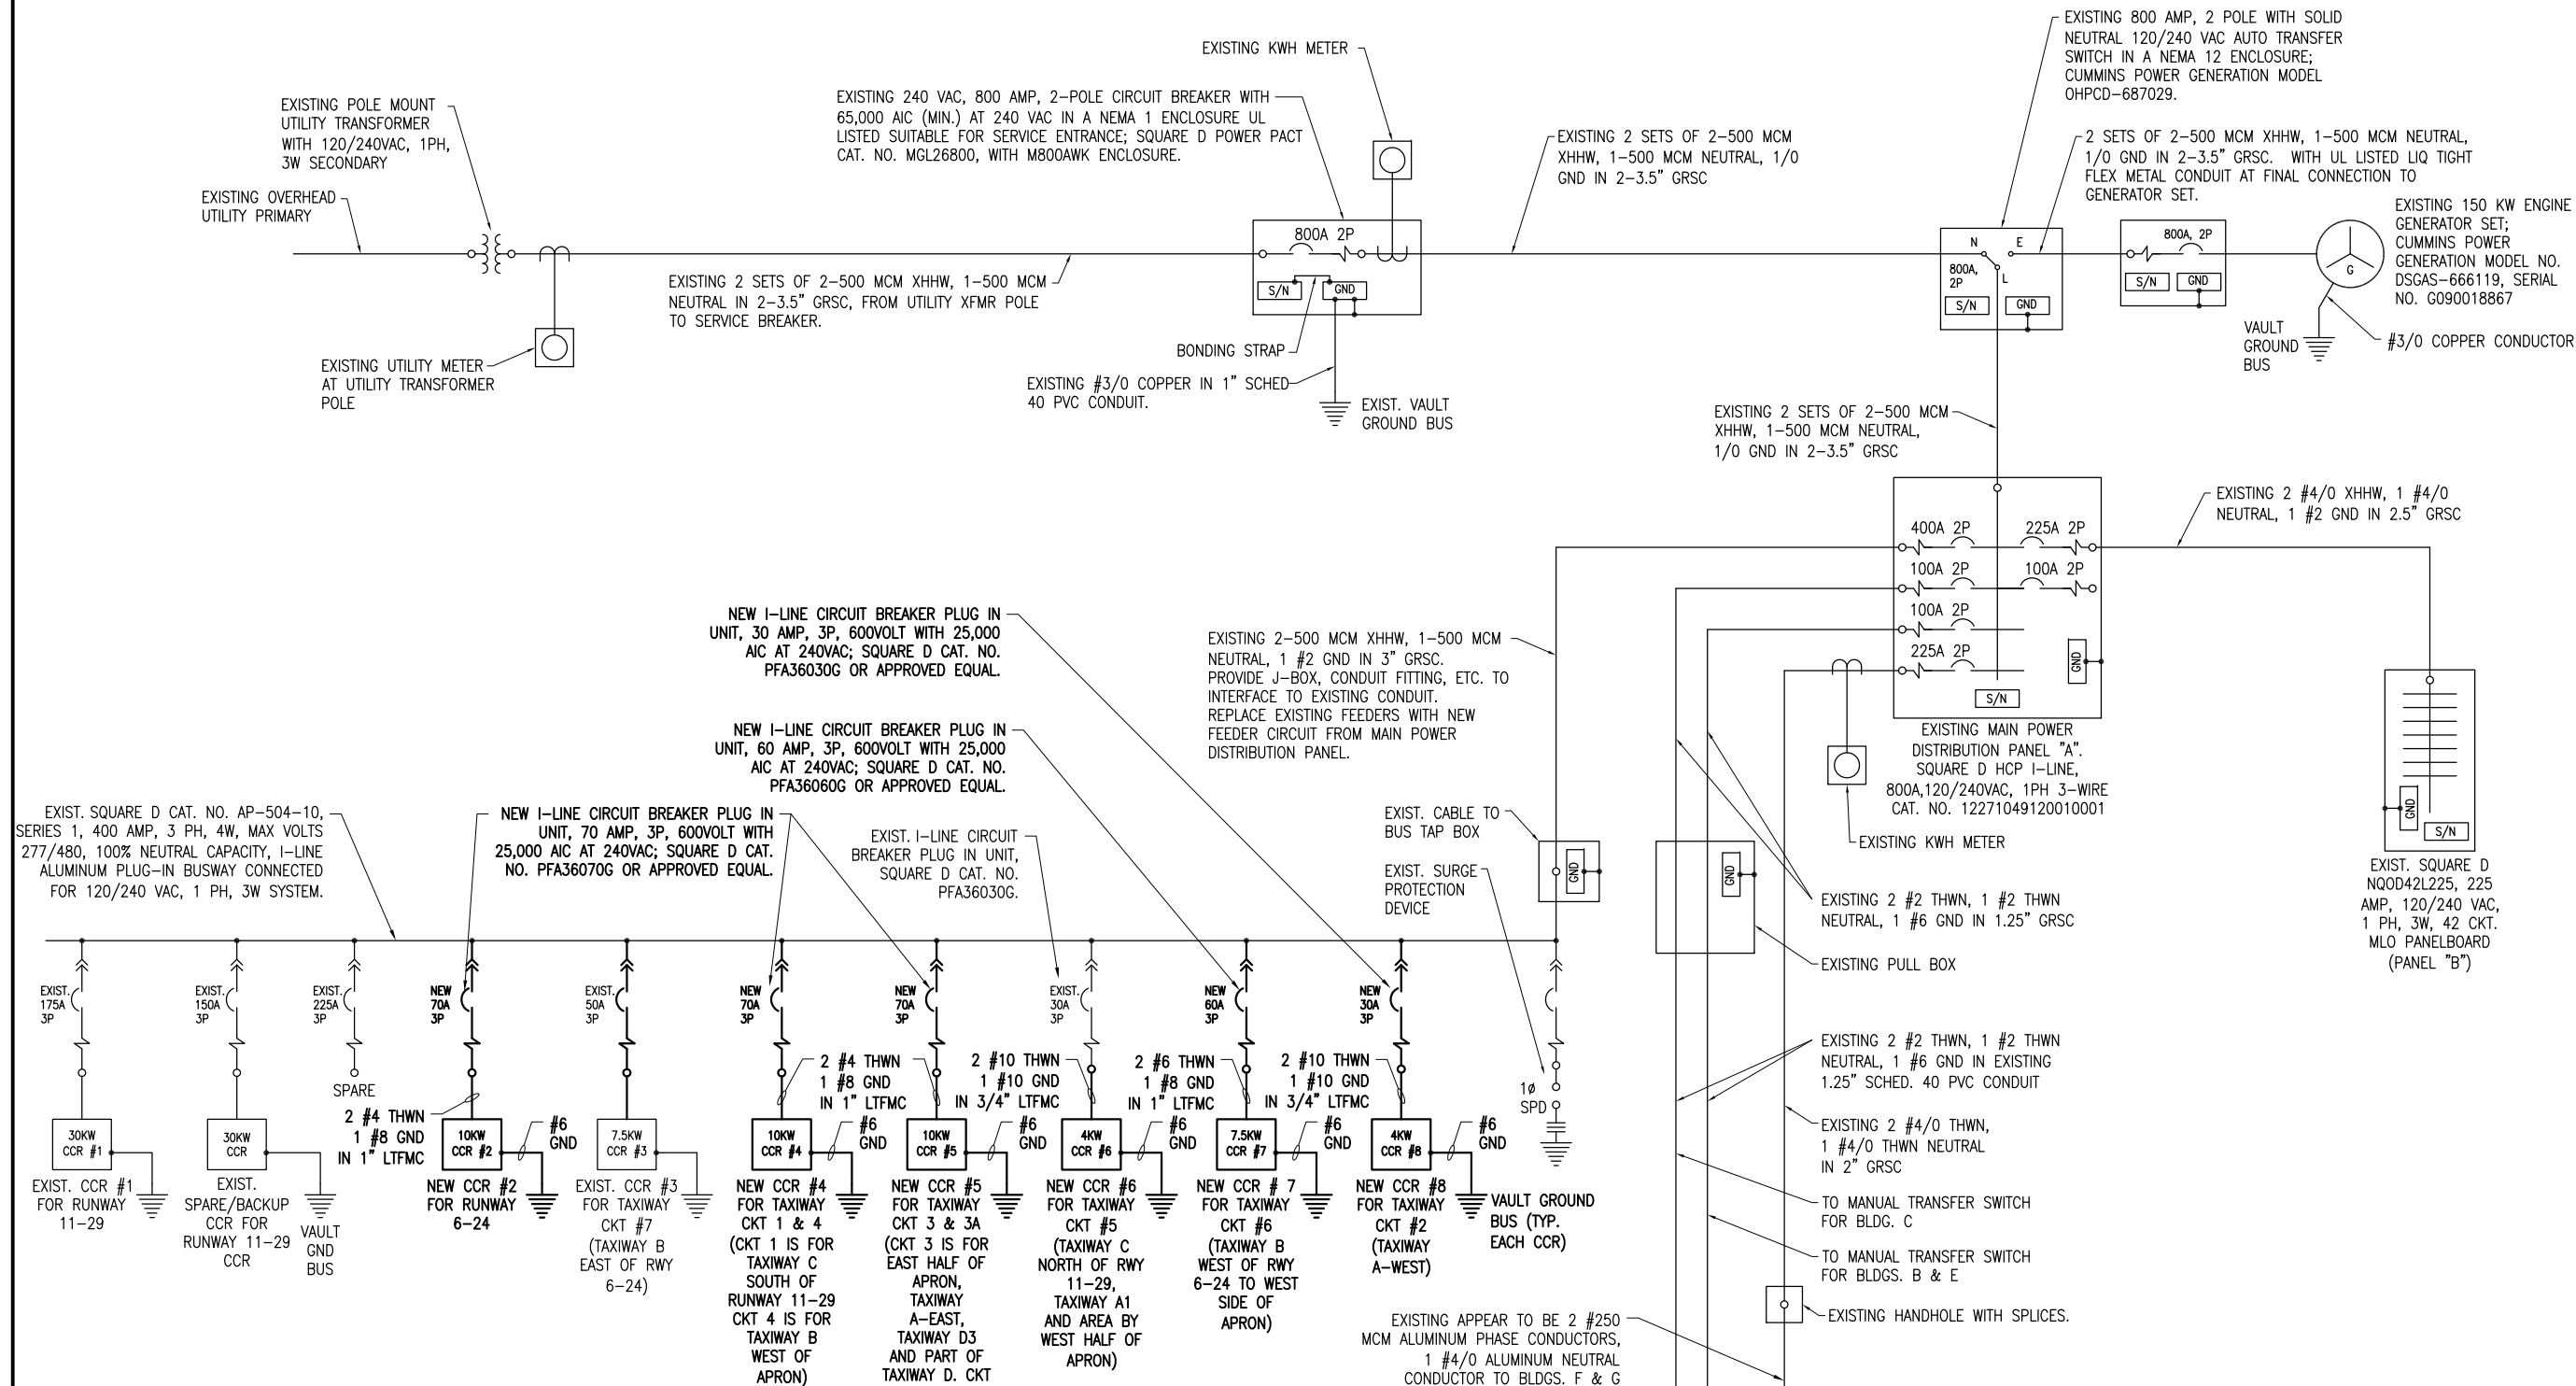 EXISTING 800 AMP, 2 POLE WITH SOLID
NEUTRAL 120/240 VAC AUTO TRANSFER
SWITCH IN A NEMA 12 ENCLOSURE;
CUMMINS POWER GENERATION MODEL
OHPCD-687029.
EXISTING KWH METER
EXISTING POLE MOUNT
UTILITY TRANSFORMER
WITH 120/240VAC, 1PH,
3W SECONDARY
EXISTING 240 VAC, 800 AMP, 2-POLE CIRCUIT BREAKER WITH
65,000 AIC (MIN.) AT 240 VAC IN A NEMA 1 ENCLOSURE UL
LISTED SUITABLE FOR SERVICE ENTRANCE; SQUARE D POWER PACT
CAT. NO. MGL26800, WITH M800AWK ENCLOSURE.
EXISTING 2 SETS OF 2-500 MCM
XHHW, 1-500 MCM NEUTRAL, 1/0
GND IN 2-3.5" GRSC
2 SETS OF 2-500 MCM XHHW, 1-500 MCM NEUTRAL,
1/0 GND IN 2-3.5" GRSC. WITH UL LISTED LIQ TIGHT
FLEX METAL CONDUIT AT FINAL CONNECTION TO
GENERATOR SET.
EXISTING OVERHEAD
UTILITY PRIMARY
EXISTING 150 KW ENGINE
GENERATOR SET;
CUMMINS POWER
GENERATION MODEL NO.
DSGAS-666119, SERIAL
NO. G090018867
800A 2P
S/N
GND
N
E
800A,
2P
L
S/N
GND
800A, 2P
S/N
GND
G
EXISTING 2 SETS OF 2-500 MCM XHHW, 1-500 MCM
NEUTRAL IN 2-3.5" GRSC, FROM UTILITY XFMR POLE
TO SERVICE BREAKER.
VAULT
GROUND
BUS
#3/0 COPPER CONDUCTOR
BONDING STRAP
EXISTING UTILITY METER
AT UTILITY TRANSFORMER
POLE
EXISTING #3/0 COPPER IN 1" SCHED
40 PVC CONDUIT.
EXIST. VAULT
GROUND BUS
EXISTING 2 SETS OF 2-500 MCM
XHHW, 1-500 MCM NEUTRAL,
1/0 GND IN 2-3.5" GRSC
EXISTING 2 #4/0 XHHW, 1 #4/0
NEUTRAL, 1 #2 GND IN 2.5" GRSC
400A 2P
225A 2P
100A 2P
100A 2P
100A 2P
225A 2P
GND
S/N
NEW I-LINE CIRCUIT BREAKER PLUG IN
UNIT, 30 AMP, 3P, 600VOLT WITH 25,000
AIC AT 240VAC; SQUARE D CAT. NO.
PFA36030G OR APPROVED EQUAL.
EXISTING 2-500 MCM XHHW, 1-500 MCM
NEUTRAL, 1 #2 GND IN 3" GRSC.
PROVIDE J-BOX, CONDUIT FITTING, ETC. TO
INTERFACE TO EXISTING CONDUIT.
REPLACE EXISTING FEEDERS WITH NEW
FEEDER CIRCUIT FROM MAIN POWER
DISTRIBUTION PANEL.
NEW I-LINE CIRCUIT BREAKER PLUG IN
UNIT, 60 AMP, 3P, 600VOLT WITH 25,000
AIC AT 240VAC; SQUARE D CAT. NO.
PFA36060G OR APPROVED EQUAL.
EXISTING MAIN POWER
DISTRIBUTION PANEL "A".
SQUARE D HCP I-LINE,
800A,120/240VAC, 1PH 3-WIRE
CAT. NO. 12271049120010001
EXISTING KWH METER
GND
S/N
EXIST. SQUARE D
NQOD42L225, 225
AMP, 120/240 VAC,
1 PH, 3W, 42 CKT.
MLO PANELBOARD
(PANEL "B")
EXIST. SQUARE D CAT. NO. AP-504-10,
SERIES 1, 400 AMP, 3 PH, 4W, MAX VOLTS
277/480, 100% NEUTRAL CAPACITY, I-LINE
ALUMINUM PLUG-IN BUSWAY CONNECTED
FOR 120/240 VAC, 1 PH, 3W SYSTEM.
NEW I-LINE CIRCUIT BREAKER PLUG IN
UNIT, 70 AMP, 3P, 600VOLT WITH
25,000 AIC AT 240VAC; SQUARE D CAT.
NO. PFA36070G OR APPROVED EQUAL.
EXIST. I-LINE CIRCUIT
BREAKER PLUG IN UNIT,
SQUARE D CAT. NO.
PFA36030G.
EXIST. CABLE TO
BUS TAP BOX
GND
EXIST. SURGE
PROTECTION
DEVICE
GND
EXISTING 2 #2 THWN, 1 #2 THWN
NEUTRAL, 1 #6 GND IN 1.25" GRSC
EXISTING PULL BOX
EXIST.
175A
3P
EXIST.
150A
3P
EXIST.
225A
3P
NEW
70A
3P
EXIST.
50A
3P
NEW
70A
3P
NEW
70A
3P
EXIST.
30A
3P
NEW
60A
3P
NEW
30A
3P
SPARE
2 #4 THWN
1 #8 GND
IN 1" LTFMC
2 #4 THWN
1 #8 GND
IN 1" LTFMC
2 #10 THWN
1 #10 GND
IN 3/4" LTFMC
2 #6 THWN
1 #8 GND
IN 1" LTFMC
2 #10 THWN
1 #10 GND
IN 3/4" LTFMC
1ø
SPD
EXISTING 2 #2 THWN, 1 #2 THWN
NEUTRAL, 1 #6 GND IN EXISTING
1.25" SCHED. 40 PVC CONDUIT
30KW
CCR #1
30KW
CCR
10KW
CCR #2
#6
GND
7.5KW
CCR #3
10KW
CCR #4
#6
GND
10KW
CCR #5
#6
GND
4KW
CCR #6
#6
GND
7.5KW
CCR #7
#6
GND
4KW
CCR #8
#6
GND
EXISTING 2 #4/0 THWN,
1 #4/0 THWN NEUTRAL
IN 2" GRSC
EXIST. CCR #1
FOR RUNWAY
11-29
EXIST.
SPARE/BACKUP
CCR FOR
RUNWAY 11-29
CCR
VAULT
GND
BUS
NEW CCR #2
FOR RUNWAY
6-24
EXIST. CCR #3
FOR TAXIWAY
CKT #7
(TAXIWAY B
EAST OF RWY
6-24)
NEW CCR #4
FOR TAXIWAY
CKT 1 & 4
(CKT 1 IS FOR
TAXIWAY C
SOUTH OF
RUNWAY 11-29
CKT 4 IS FOR
TAXIWAY B
WEST OF
APRON)
NEW CCR #5
FOR TAXIWAY
CKT 3 & 3A
(CKT 3 IS FOR
EAST HALF OF
APRON,
TAXIWAY
A-EAST,
TAXIWAY D3
AND PART OF
TAXIWAY D. CKT
NEW CCR #6
FOR TAXIWAY
CKT #5
(TAXIWAY C
NORTH OF RWY
11-29,
TAXIWAY A1
AND AREA BY
WEST HALF OF
APRON)
NEW CCR # 7
FOR TAXIWAY
CKT #6
(TAXIWAY B
WEST OF RWY
6-24 TO WEST
SIDE OF
APRON)
NEW CCR #8
FOR TAXIWAY
CKT #2
(TAXIWAY
A-WEST)
VAULT GROUND
BUS (TYP.
EACH CCR)
TO MANUAL TRANSFER SWITCH
FOR BLDG. C
TO MANUAL TRANSFER SWITCH
FOR BLDGS. B & E
EXISTING HANDHOLE WITH SPLICES.
EXISTING APPEAR TO BE 2 #250
MCM ALUMINUM PHASE CONDUCTORS,
1 #4/0 ALUMINUM NEUTRAL
CONDUCTOR TO BLDGS. F & G